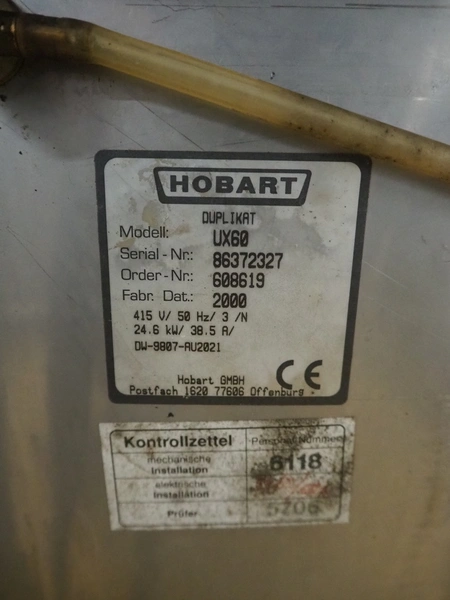 HOBART
DUPLIKAT
Modell: UX60
Serial-Nr.: 86372327
Order-Nr.: 608619
Fabr. Dat.: 2000
415 V/ 50 Hz/ 3 /N
24.6 kW/ 38.5 A/
DW-9807-AU2021
CE
Hobart GMBH
Postfach 1620 77606 Offenburg
Kontrollzettel Personal-Nummer
mechanische
Installation 6118
elektrische
Installation
Prüfer 5706